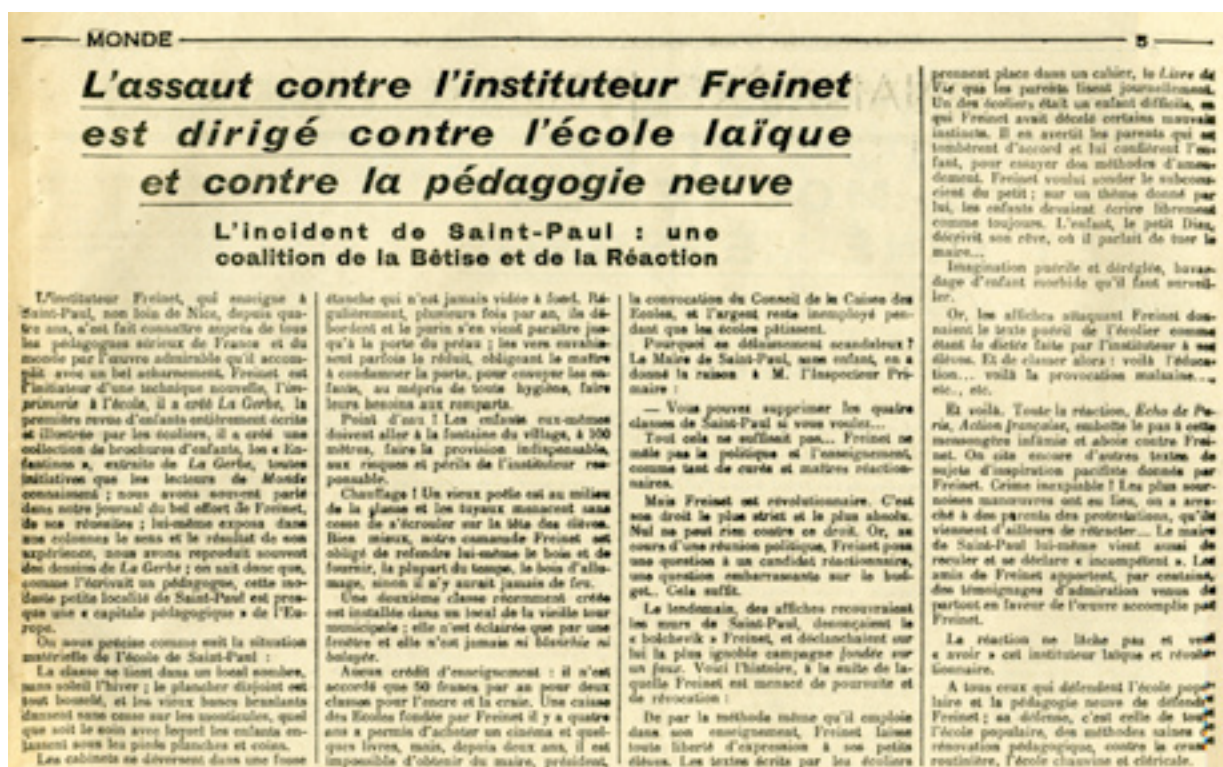 MONDE
5
L'assaut contre l'instituteur Freinet
est dirigé contre l'école laïque
et contre la pédagogie neuve
L'incident de Saint-Paul : une
coalition de la Bêtise et de la Réaction
L'instituteur Freinet, qui enseigne à
Saint-Paul, non loin de Nice, depuis qua-
tre ans, s'est fait connaître auprès de tous
les pédagogues sérieux de France et du
monde par l'œuvre admirable qu'il accom-
plit avec un bel acharnement. Freinet est
l'initiateur d'une technique nouvelle, l'im-
primerie à l'école, il a créé La Gerbe, la
première revue d'enfants entièrement écrite
et illustrée par les écoliers, il a créé une
collection de brochures d'enfants, les « En-
fantines », extraits de La Gerbe, toutes
initiatives que les lecteurs de Monde
connaissent ; nous avons souvent parlé
dans notre journal du bel effort de Freinet,
de ses réussites ; lui-même exposa dans
nos colonnes le sens et le résultat de son
expérience, nous avons reproduit souvent
des dessins de La Gerbe ; on sait donc que,
comme l'écrivit un pédagogue, cette mo-
deste petite localité de Saint-Paul est pres-
que une « capitale pédagogique » de l'Eu-
rope.
On nous précise comme suit la situation
matérielle de l'école de Saint-Paul :
La classe se tient dans un local sombre,
sans soleil l'hiver ; le plancher disjoint est
tout bosselé, et les vieux bancs branlants
dansent sans cesse sur les monticules, quel
que soit le soin avec lequel les enfants en-
tassent sous les pieds planches et coins.
Les cabinets se déversent dans une fosse
étanche qui n'est jamais vidée à fond. Ré-
gulièrement, plusieurs fois par an, ils dé-
bordent et le purin s'en vient paraître jus-
qu'à la porte du préau ; les vers envahis-
sent parfois le réduit, obligeant le maître
à condamner la porte, pour envoyer les en-
fants, au mépris de toute hygiène, faire
leurs besoins aux remparts.
Point d'eau ! Les enfants eux-mêmes
doivent aller à la fontaine du village, à 100
mètres, faire la provision indispensable,
aux risques et périls de l'instituteur res-
ponsable.
Chauffage ! Un vieux poêle est au milieu
de la classe et les tuyaux menacent sans
cesse de s'écrouler sur la tête des élèves.
Bien mieux, notre camarade Freinet est
obligé de refendre lui-même le bois et de
fournir, la plupart du temps, le bois d'allu-
mage, sinon il n'y aurait jamais de feu.
Une deuxième classe récemment créée
est installée dans un local de la vieille tour
municipale ; elle n'est éclairée que par une
fenêtre et elle n'est jamais ni blanchie ni
balayée.
Aucun crédit d'enseignement : il n'est
accordé que 50 francs par an pour deux
classes pour l'encre et la craie. Une caisse
des Ecoles fondée par Freinet il y a quatre
ans a permis d'acheter un cinéma et quel-
ques livres, mais, depuis deux ans, il est
impossible d'obtenir du maire, président,
la convocation du Conseil de la Caisse des
Ecoles, et l'argent reste inemployé pen-
dant que les écoles pâtissent.
Pourquoi ce délaissement scandaleux ?
Le Maire de Saint-Paul, sans enfant, en a
donné la raison à M. l'Inspecteur Pri-
maire :
— Vous pouvez supprimer les quatre
classes de Saint-Paul si vous voulez...
Tout cela ne suffisait pas... Freinet ne
mêle pas la politique et l'enseignement,
comme tant de curés et maîtres réaction-
naires.
Mais Freinet est révolutionnaire. C'est
son droit le plus strict et le plus absolu.
Nul ne peut rien contre ce droit. Or, au
cours d'une réunion politique, Freinet posa
une question à un candidat réactionnaire,
une question embarrassante sur le bud-
get.. Cela suffit.
Le lendemain, des affiches recouvraient
les murs de Saint-Paul, dénonçaient le
« bolchevik » Freinet, et déclanchaient sur
lui la plus ignoble campagne fondée sur
un faux. Voici l'histoire, à la suite de la-
quelle Freinet est menacé de poursuite et
de révocation :
De par la méthode même qu'il emploie
dans son enseignement, Freinet laisse
toute liberté d'expression à ses petits
élèves. Les textes écrits par les écoliers
prennent place dans un cahier, le Livre de
Vie que les parents lisent journellement.
Un des écoliers était un enfant difficile, en
qui Freinet avait décelé certains mauvais
instincts. Il en avertit les parents qui
tombèrent d'accord et lui confièrent l'en-
fant, pour essayer des méthodes d'amen-
dement. Freinet voulut sonder le subcons-
cient du petit ; sur un thème donné par
lui, les enfants devaient écrire librement
comme toujours. L'enfant, le petit Diaz,
décrivit son rêve, où il parlait de tuer le
maire...
Imagination puérile et déréglée, bavar-
dage d'enfant morbide qu'il faut surveil-
ler.
Or, les affiches attaquant Freinet don-
naient le texte puéril de l'écolier comme
étant la dictée faite par l'instituteur à ses
élèves. Et de clamer alors : voilà l'éduca-
tion... voilà la provocation malsaine...,
etc., etc.
Et voilà. Toute la réaction, Echo de Pa-
ris, Action française, emboîte le pas à cette
mensongère infâmie et aboie contre Frei-
net. On cite encore d'autres textes de
sujets d'inspiration pacifiste donnés par
Freinet. Crime inexpiable ! Les plus sour-
noises manœuvres ont eu lieu, on a arra-
ché à des parents des protestations, qu'ils
viennent d'ailleurs de rétracter... Le maire
de Saint-Paul lui-même vient aussi de
reculer et se déclare « incompétent ». Les
amis de Freinet apportent, par centaine,
des témoignages d'admiration venus de
partout en faveur de l'œuvre accomplie par
Freinet.
La réaction ne lâche pas et veut
« avoir » cet instituteur laïque et révolu-
tionnaire.
A tous ceux qui défendent l'école popu-
laire et la pédagogie neuve de défendre
Freinet ; sa défense, c'est celle de toute
l'école populaire, des méthodes saines de
rénovation pédagogique, contre la crasse
routinière, l'école chauvine et cléricale.